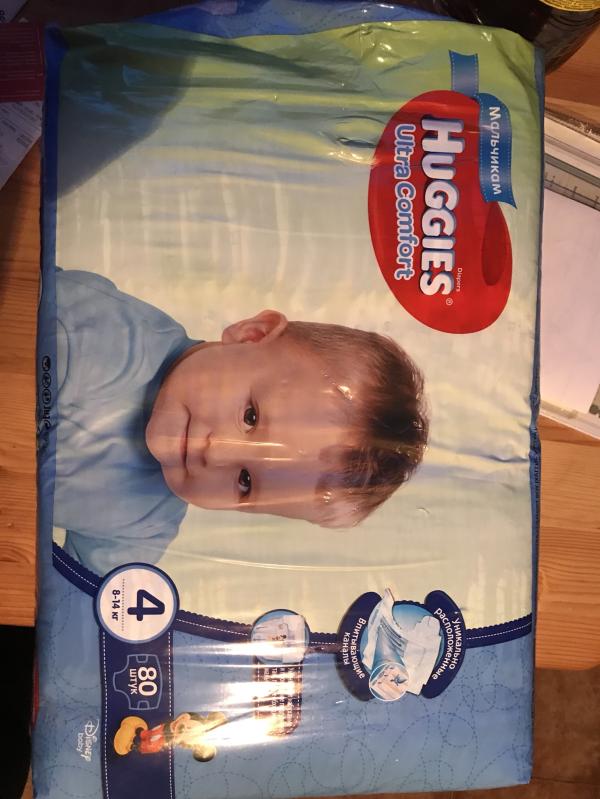 Мальчикам
HUGGIES®
Diapers
Ultra Comfort
Уникально
расположенные
Впитывающие
каналы
4
8-14 кг
80
ШТУК
Disney
baby